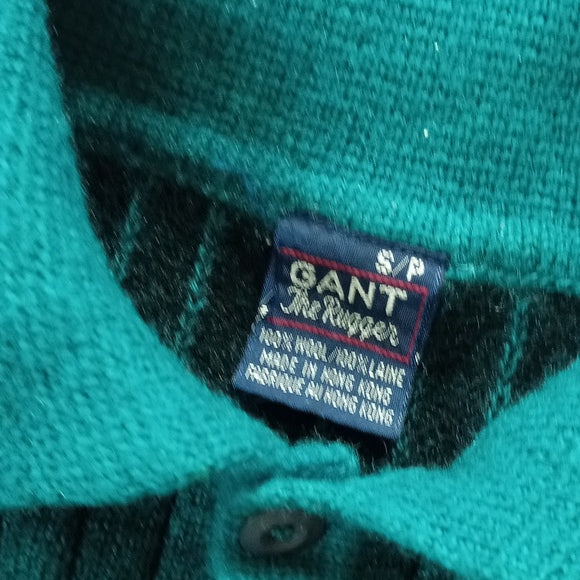 S/P
GANT
The Rugger
100% WOOL/100% LAINE
MADE IN HONG KONG
FABRIQUE AU HONG KONG